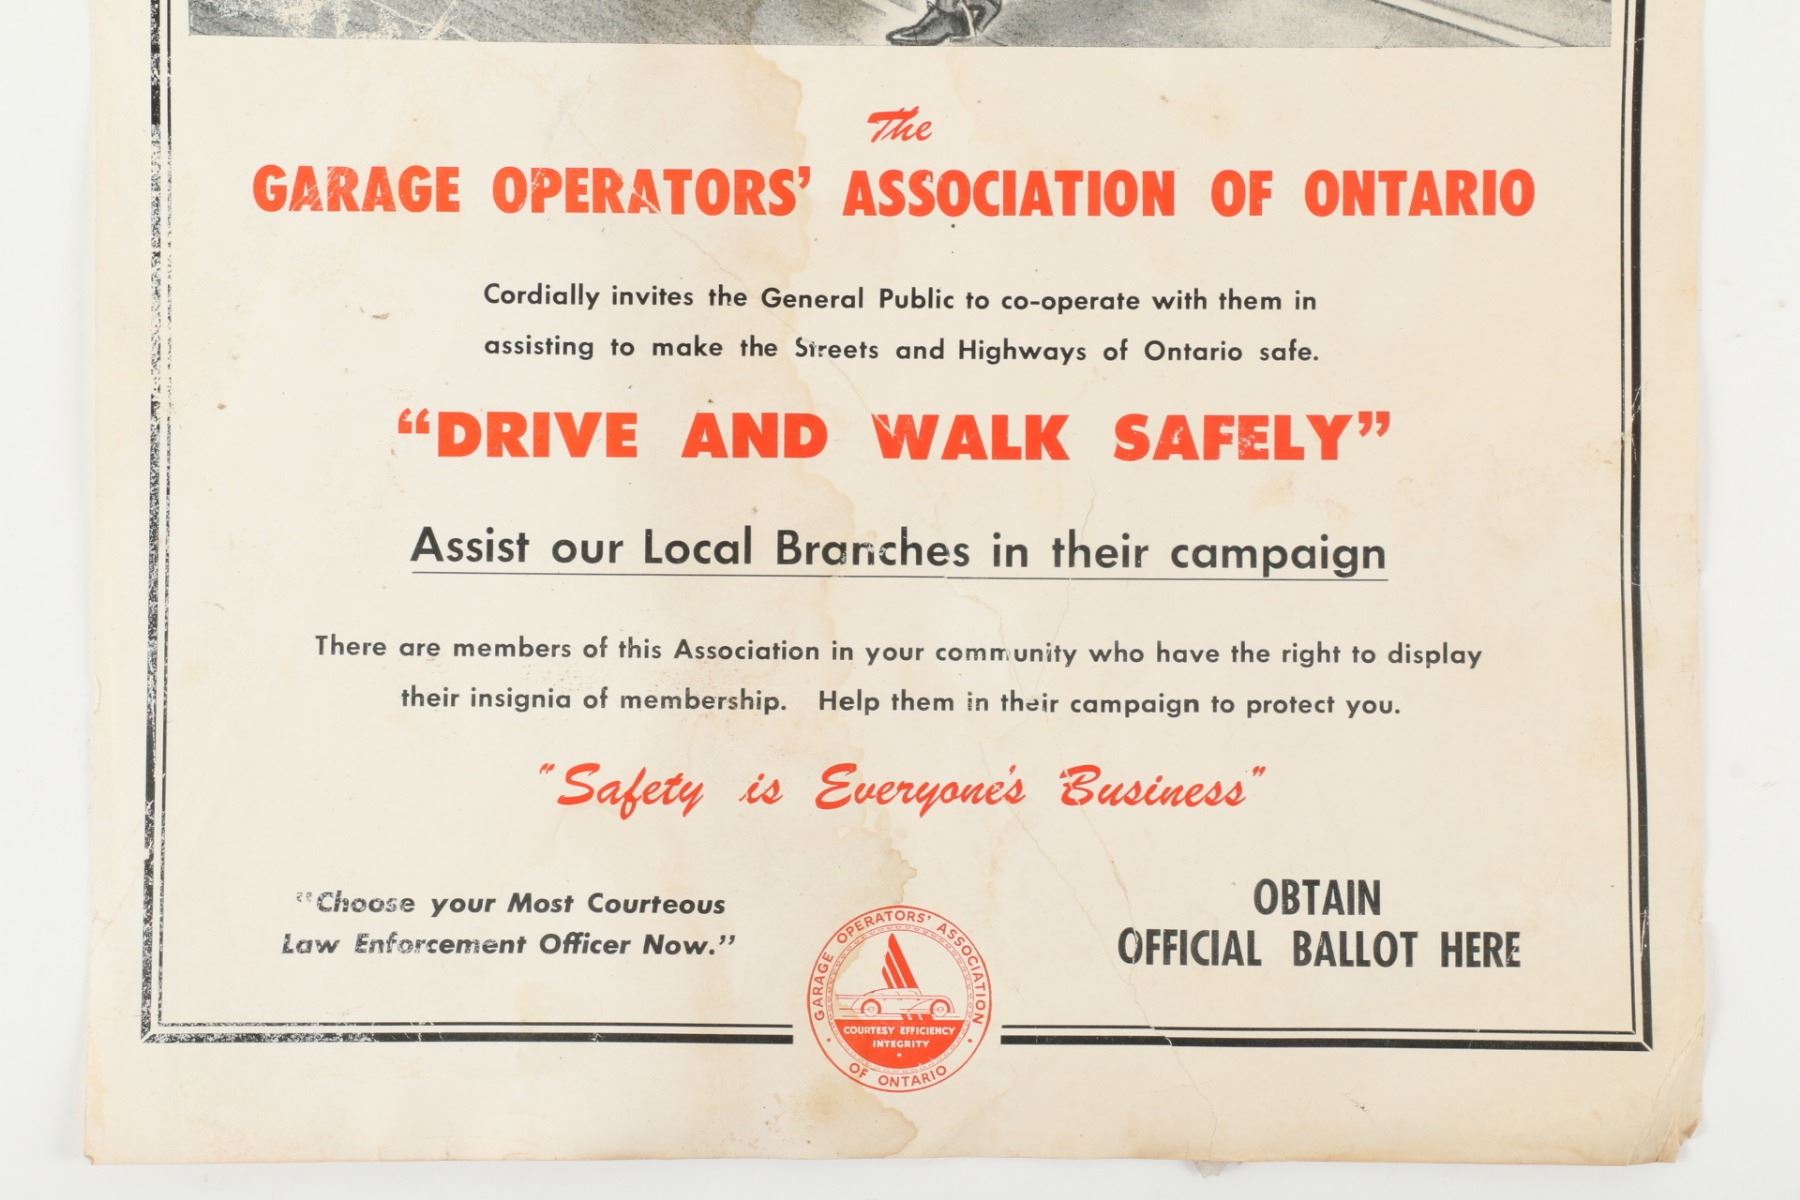 The
GARAGE OPERATORS' ASSOCIATION OF ONTARIO
Cordially invites the General Public to co-operate with them in
assisting to make the Streets and Highways of Ontario safe.
“DRIVE AND WALK SAFELY”
Assist our Local Branches in their campaign
There are members of this Association in your community who have the right to display
their insignia of membership. Help them in their campaign to protect you.
"Safety is Everyone's Business"
“Choose your Most Courteous
Law Enforcement Officer Now.”
GARAGE OPERATORS' ASSOCIATION
COURTESY EFFICIENCY
INTEGRITY
OF ONTARIO
OBTAIN
OFFICIAL BALLOT HERE